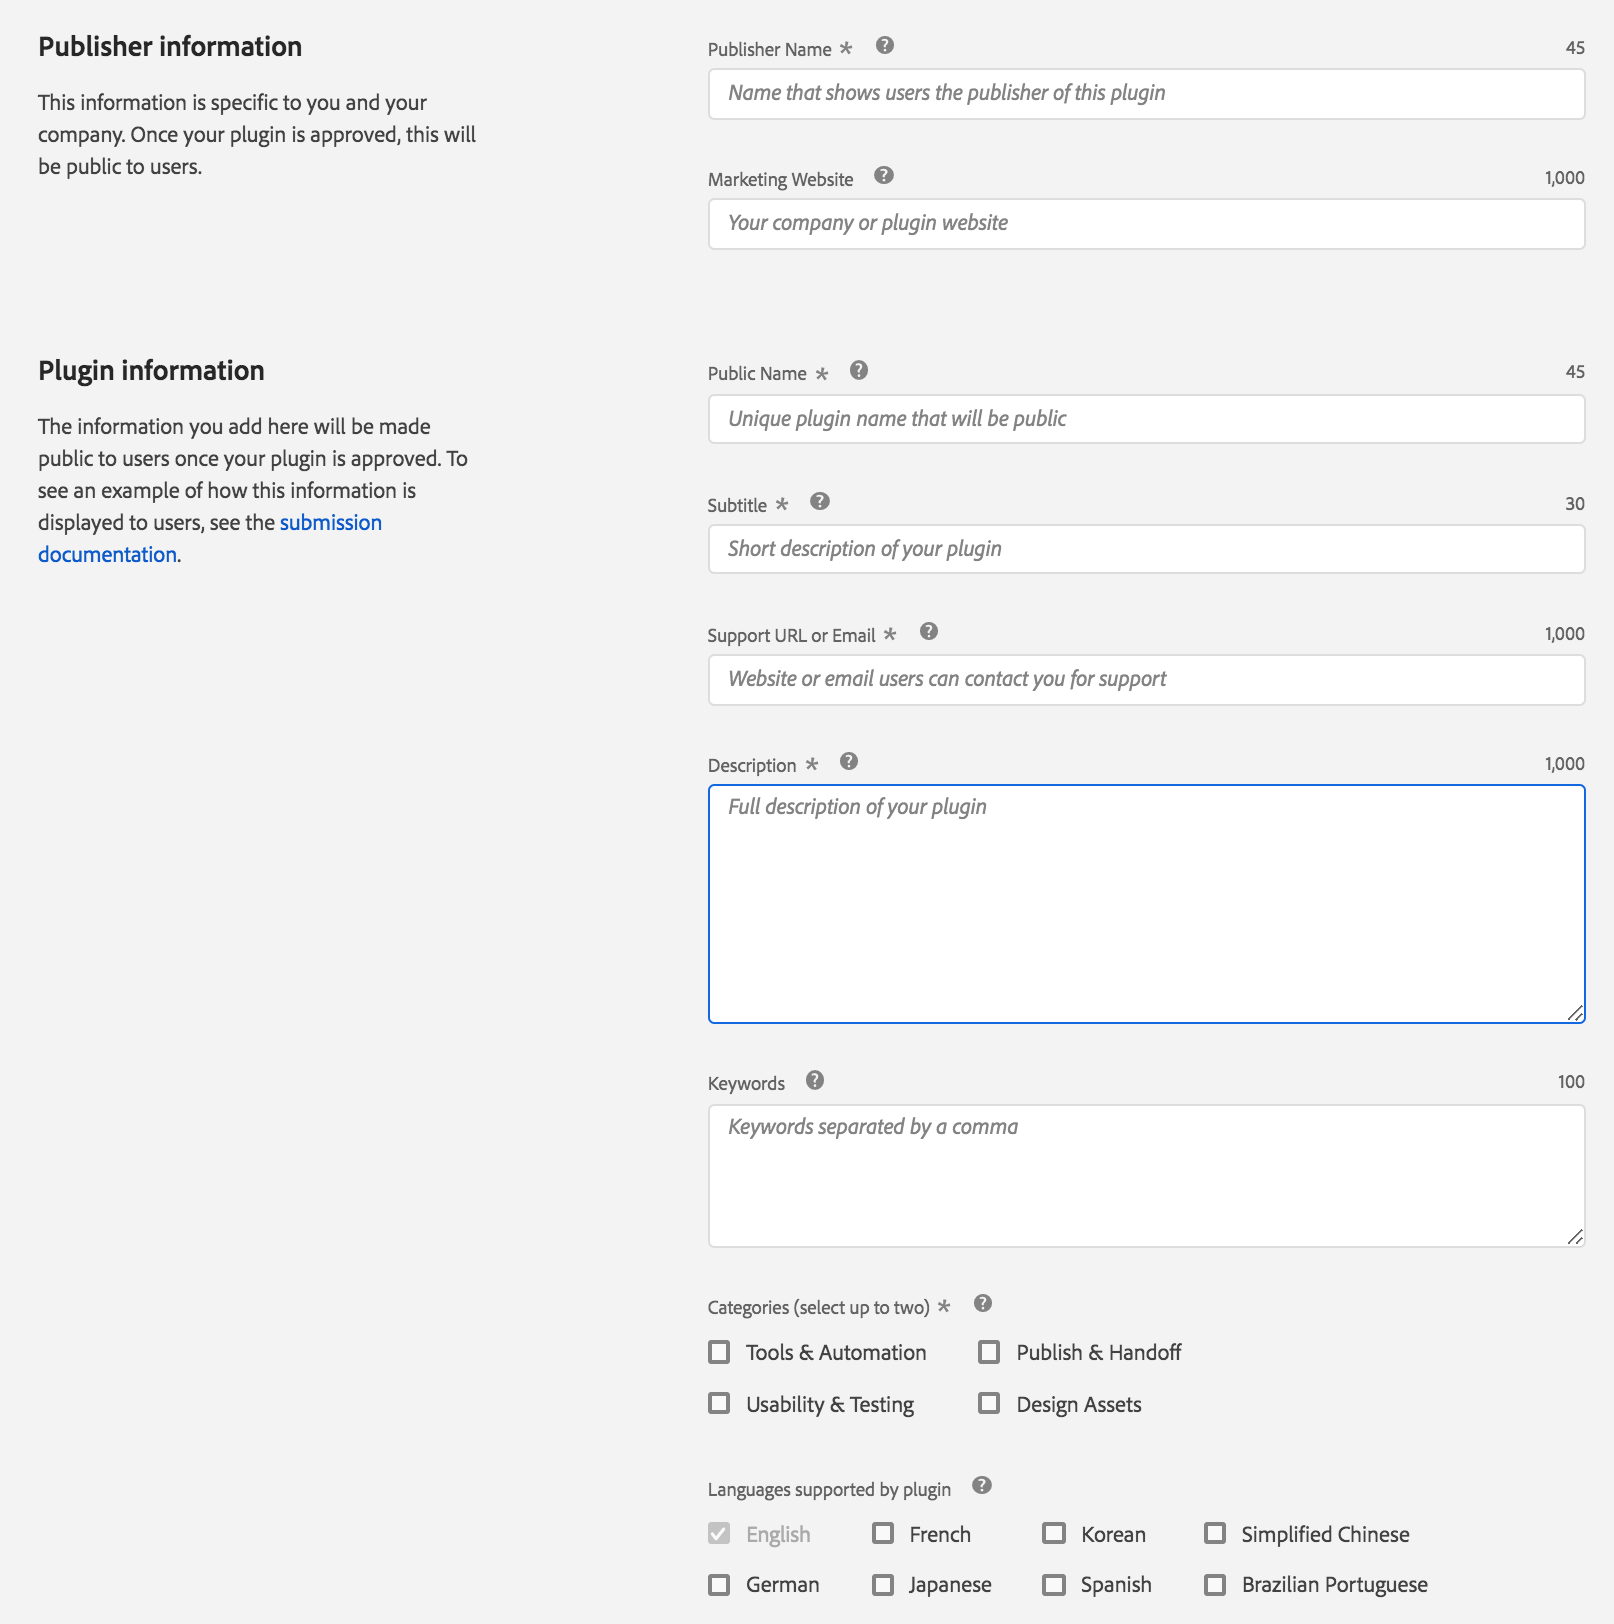 Publisher information
This information is specific to you and your
company. Once your plugin is approved, this will
be public to users.
Publisher Name *
45
Name that shows users the publisher of this plugin
Marketing Website
1,000
Your company or plugin website
Plugin information
The information you add here will be made
public to users once your plugin is approved. To
see an example of how this information is
displayed to users, see the submission
documentation.
Public Name *
45
Unique plugin name that will be public
Subtitle *
30
Short description of your plugin
Support URL or Email *
1,000
Website or email users can contact you for support
Description *
1,000
Full description of your plugin
Keywords
100
Keywords separated by a comma
Categories (select up to two) *
Tools & Automation
Publish & Handoff
Usability & Testing
Design Assets
Languages supported by plugin
English
French
Korean
Simplified Chinese
German
Japanese
Spanish
Brazilian Portuguese